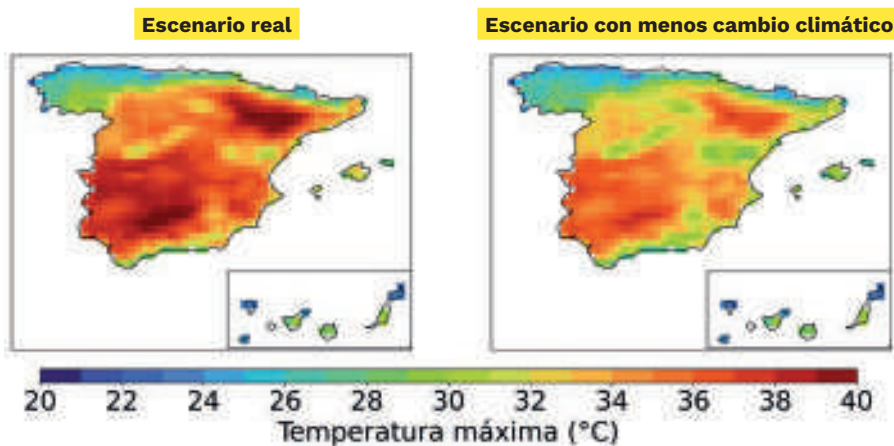 Escenario real
Escenario con menos cambio climático
20 22 24 26 28 30 32 34 36 38 40
Temperatura máxima (°C)